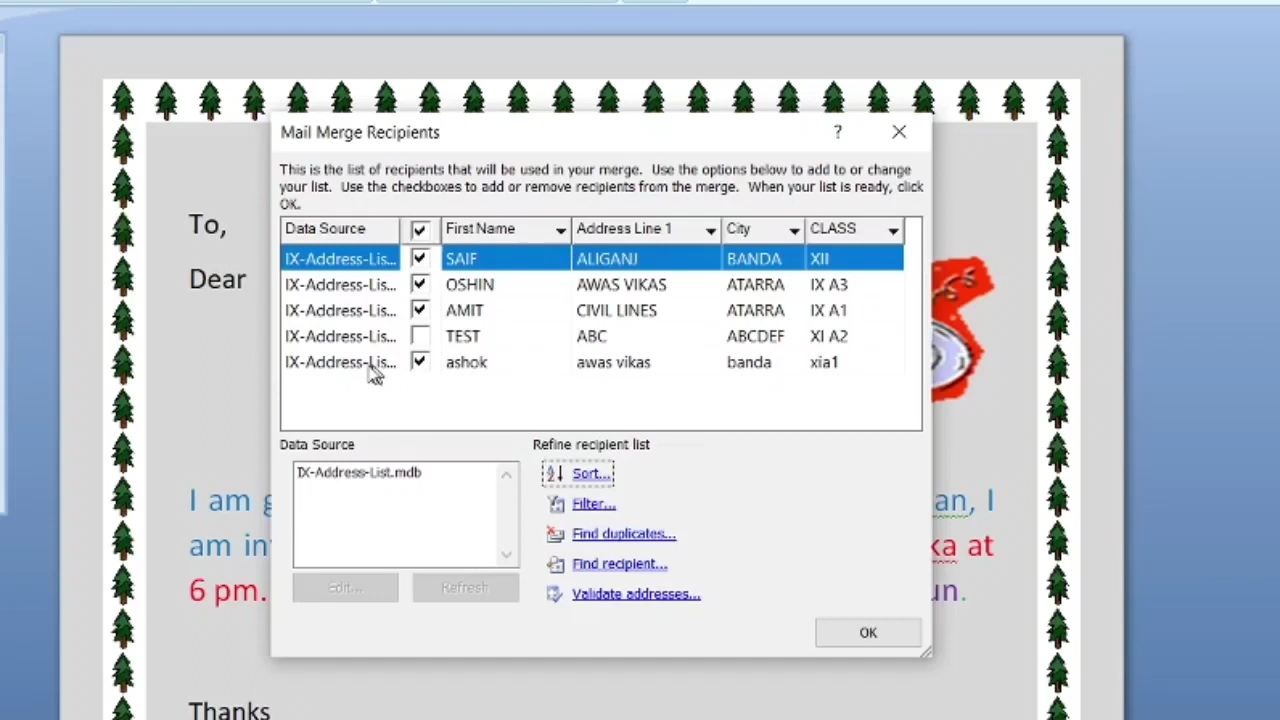 Mail Merge Recipients ?
This is the list of recipients that will be used in your merge. Use the options below to add to or change
your list. Use the checkboxes to add or remove recipients from the merge. When your list is ready, click
OK.
Data Source First Name Address Line 1 City CLASS
IX-Address-Lis... SAIF ALIGANJ BANDA XII
IX-Address-Lis... OSHIN AWAS VIKAS ATARRA IX A3
IX-Address-Lis... AMIT CIVIL LINES ATARRA IX A1
IX-Address-Lis... TEST ABC ABCDEF XI A2
IX-Address-Lis... ashok awas vikas banda xia1
Data Source
IX-Address-List.mdb
Edit... Refresh
Refine recipient list
Sort...
Filter...
Find duplicates...
Find recipient...
Validate addresses...
OK
To,
Dear
I am g an, I
am in ka at
6 pm. un.
Thanks